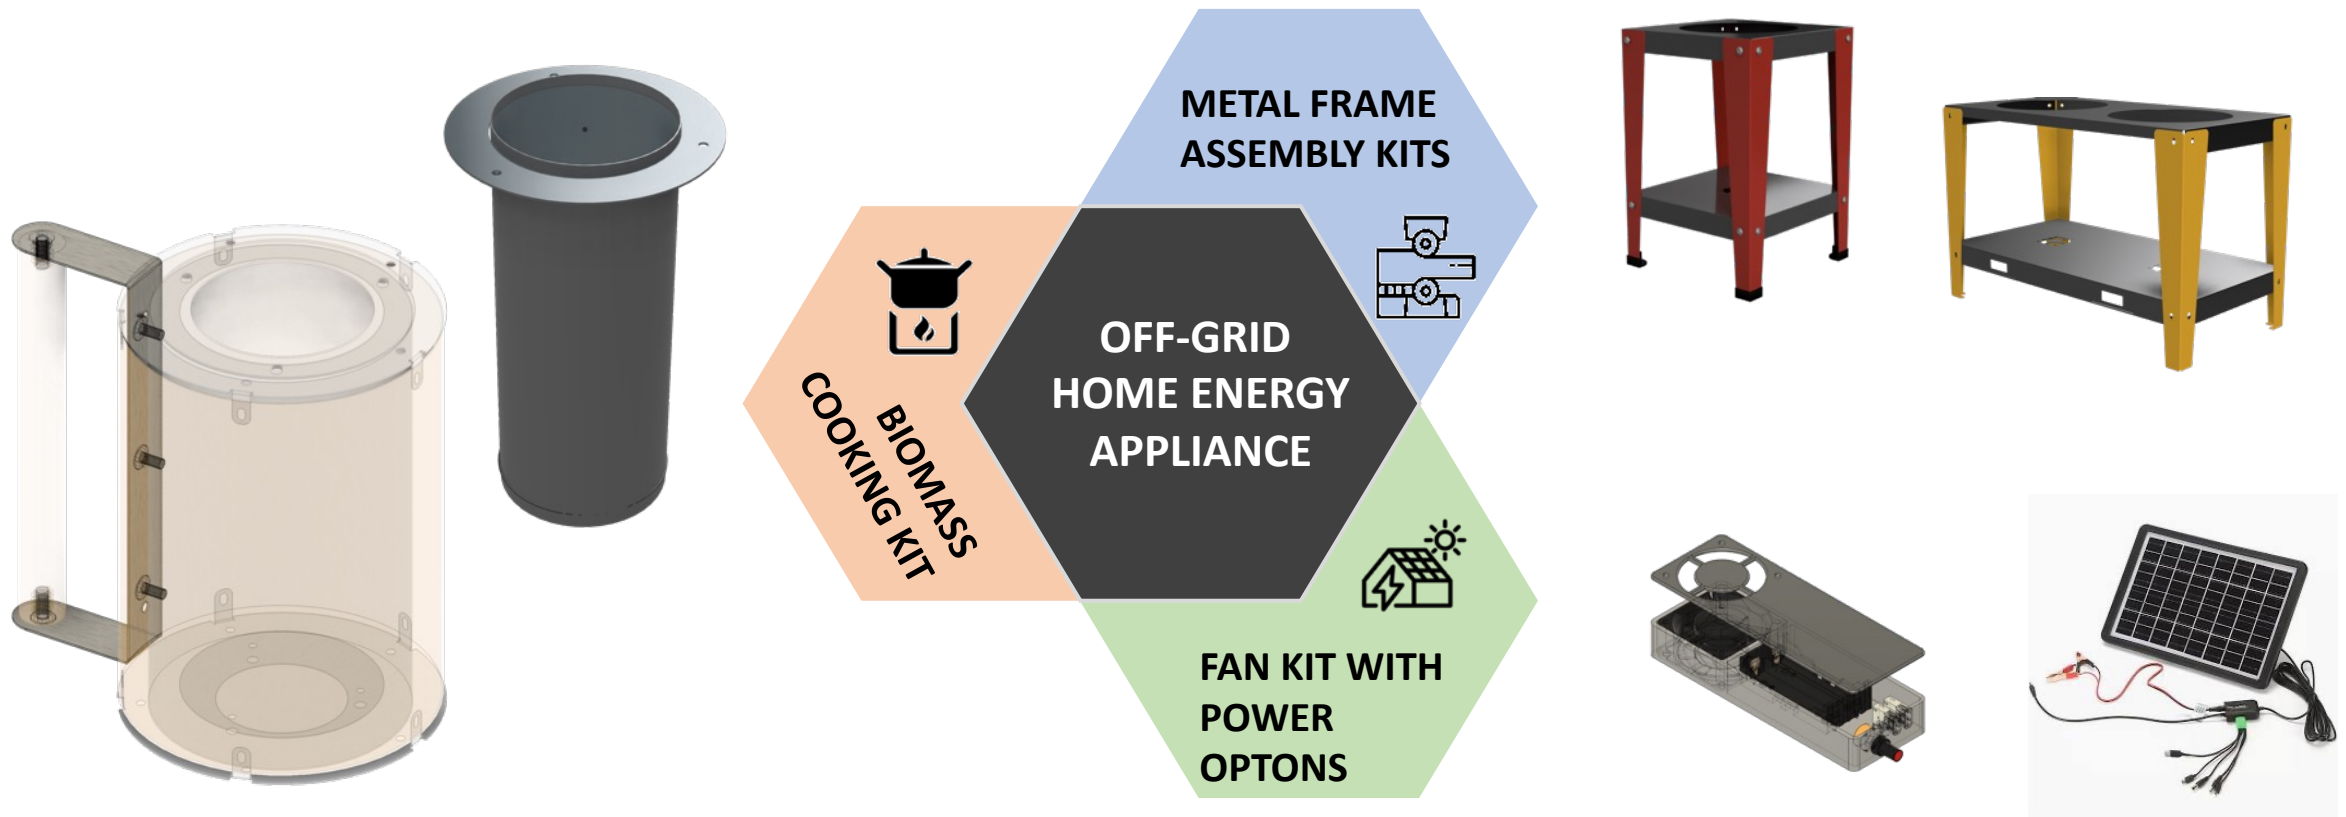 METAL FRAME
ASSEMBLY KITS
BIOMASS
COOKING KIT
OFF-GRID
HOME ENERGY
APPLIANCE
FAN KIT WITH
POWER
OPTONS